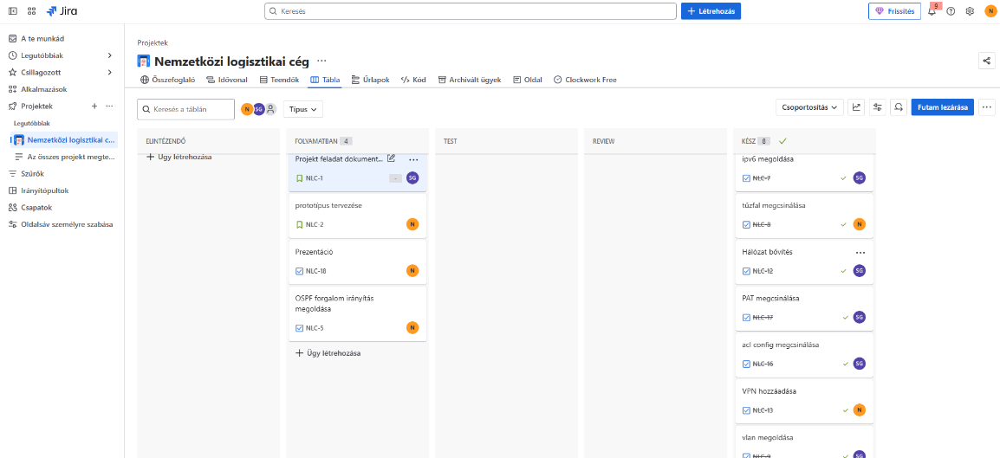 Jira
Keresés
Létrehozás
Frissítés
9
N
A te munkád
Legutóbbiak
Csillagozott
Alkalmazások
Projektek
Legutóbbiak
Nemzetközi logisztikai c...
Az összes projekt megte...
Szűrők
Irányítópultok
Csapatok
Oldalsáv személyre szabása
Projektek
Nemzetközi logisztikai cég
Összefoglaló
Idővonal
Teendők
Tábla
Űrlapok
Kód
Archivált ügyek
Oldal
Clockwork Free
Keresés a táblán
N
SG
Típus
Csoportosítás
Futam lezárása
ELINTÉZENDŐ
Ügy létrehozása
FOLYAMATBAN 4
Projekt feladat dokument...
NLC-1
-
SG
prototípus tervezése
NLC-2
N
Prezentáció
NLC-18
N
OSPF forgalom irányítás
megoldása
NLC-5
N
Ügy létrehozása
TEST
REVIEW
KÉSZ 8
ipv6 megoldása
NLC-7
SG
tűzfal megcsinálása
NLC-8
N
Hálózat bővítés
NLC-12
SG
PAT megcsinálása
NLC-17
SG
acl config megcsinálása
NLC-16
SG
VPN hozzáadása
NLC-13
N
vlan megoldása
NLC-9
SG